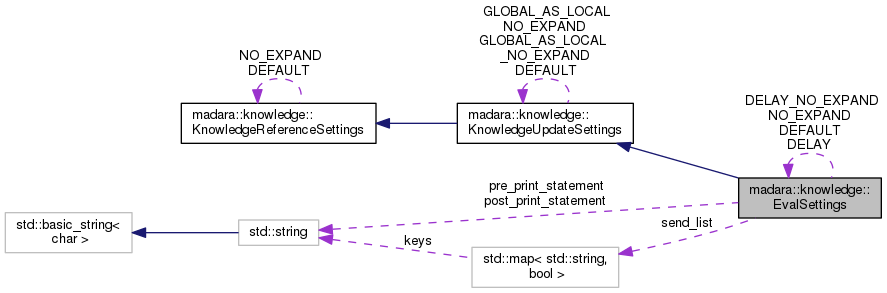 GLOBAL_AS_LOCAL
NO_EXPAND
GLOBAL_AS_LOCAL
_NO_EXPAND
DEFAULT
NO_EXPAND
DEFAULT
madara::knowledge::
KnowledgeReferenceSettings
madara::knowledge::
KnowledgeUpdateSettings
DELAY_NO_EXPAND
NO_EXPAND
DEFAULT
DELAY
madara::knowledge::
EvalSettings
pre_print_statement
post_print_statement
std::basic_string<
char >
std::string
keys
send_list
std::map< std::string,
bool >